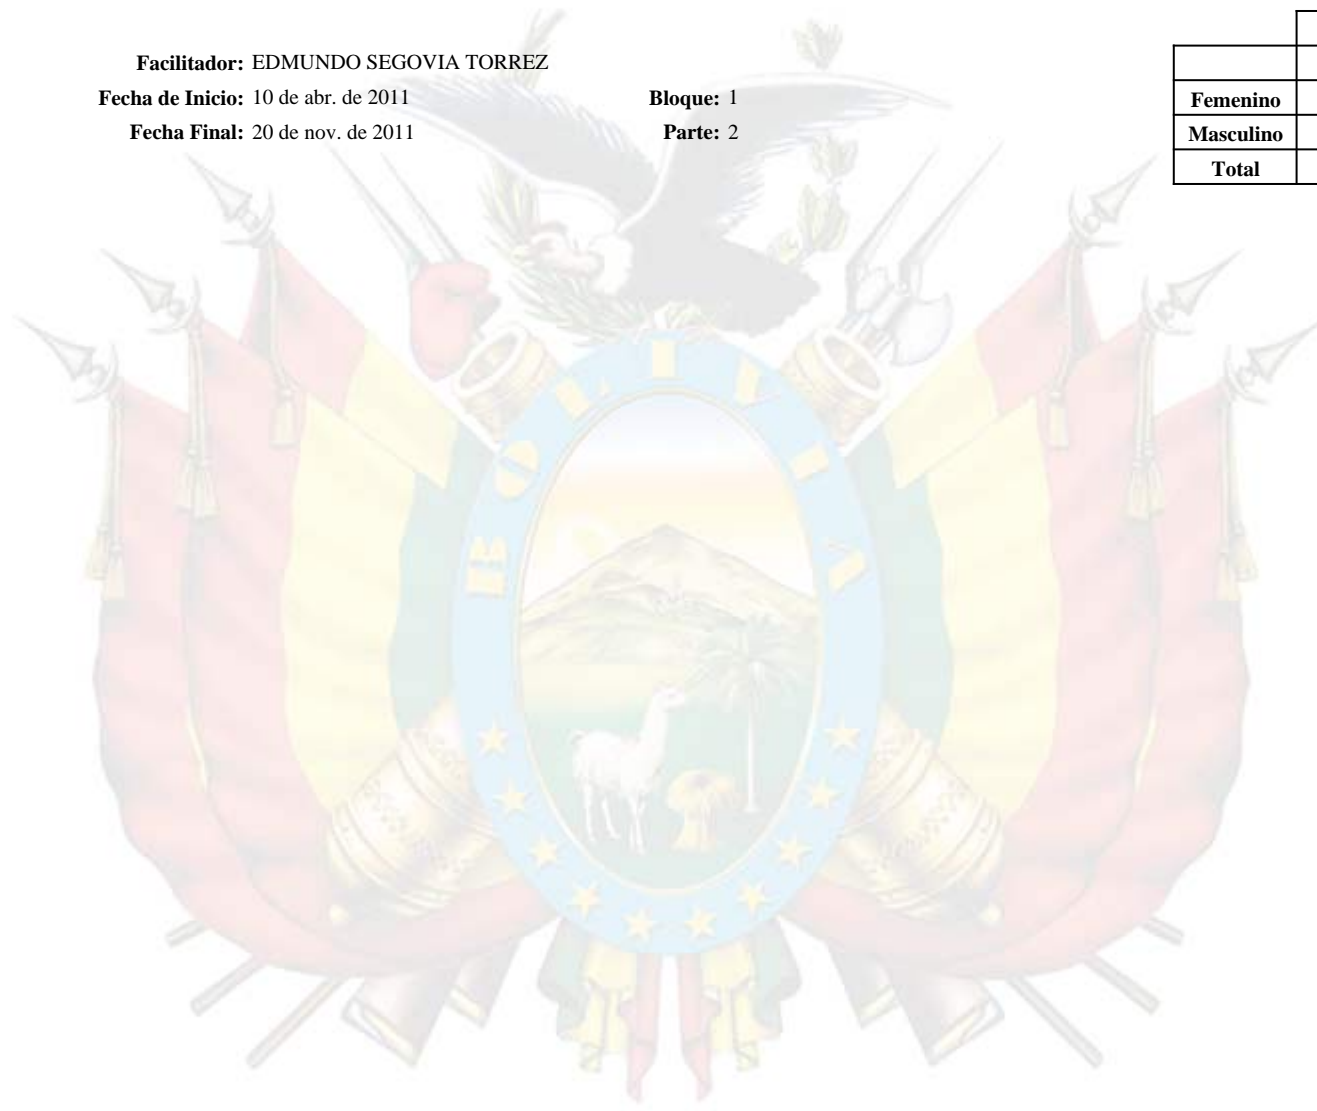 Facilitador: EDMUNDO SEGOVIA TORREZ
Fecha de Inicio: 10 de abr. de 2011 Bloque: 1
Fecha Final: 20 de nov. de 2011 Parte: 2
Femenino
Masculino
Total
BOLIVIA